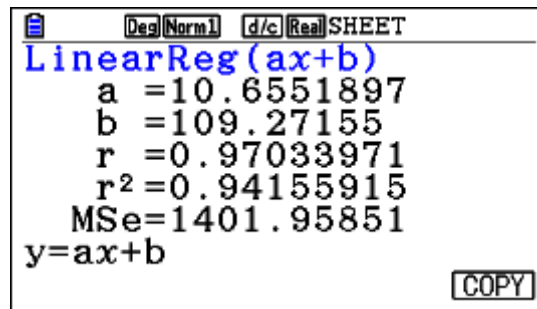 Deg Norm1 d/c Real SHEET
LinearReg(ax+b)
a =10.6551897
b =109.27155
r =0.97033971
r²=0.94155915
MSe=1401.95851
y=ax+b
COPY